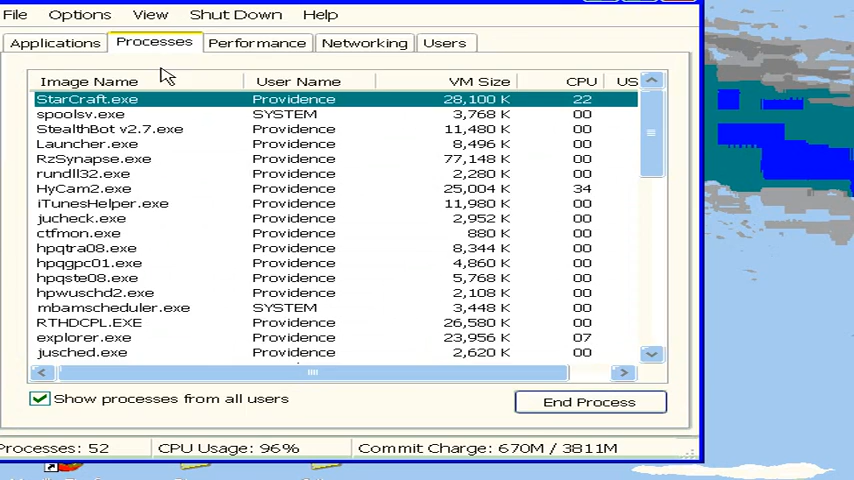 File Options View Shut Down Help
Applications Processes Performance Networking Users
Image Name User Name VM Size CPU US
StarCraft.exe Providence 28,100 K 22
spoolsv.exe SYSTEM 3,768 K 00
StealthBot v2.7.exe Providence 11,480 K 00
Launcher.exe Providence 8,496 K 00
RzSynapse.exe Providence 77,148 K 00
rundll32.exe Providence 2,280 K 00
HyCam2.exe Providence 25,004 K 34
iTunesHelper.exe Providence 11,980 K 00
jucheck.exe Providence 2,952 K 00
ctfmon.exe Providence 880 K 00
hpqtra08.exe Providence 8,344 K 00
hpqgpc01.exe Providence 4,860 K 00
hpqste08.exe Providence 5,768 K 00
hpwuschd2.exe Providence 2,108 K 00
mbamscheduler.exe SYSTEM 3,448 K 00
RTHDCPL.EXE Providence 26,580 K 00
explorer.exe Providence 23,956 K 07
jusched.exe Providence 2,620 K 00
Show processes from all users End Process
Processes: 52 CPU Usage: 96% Commit Charge: 670M / 3811M